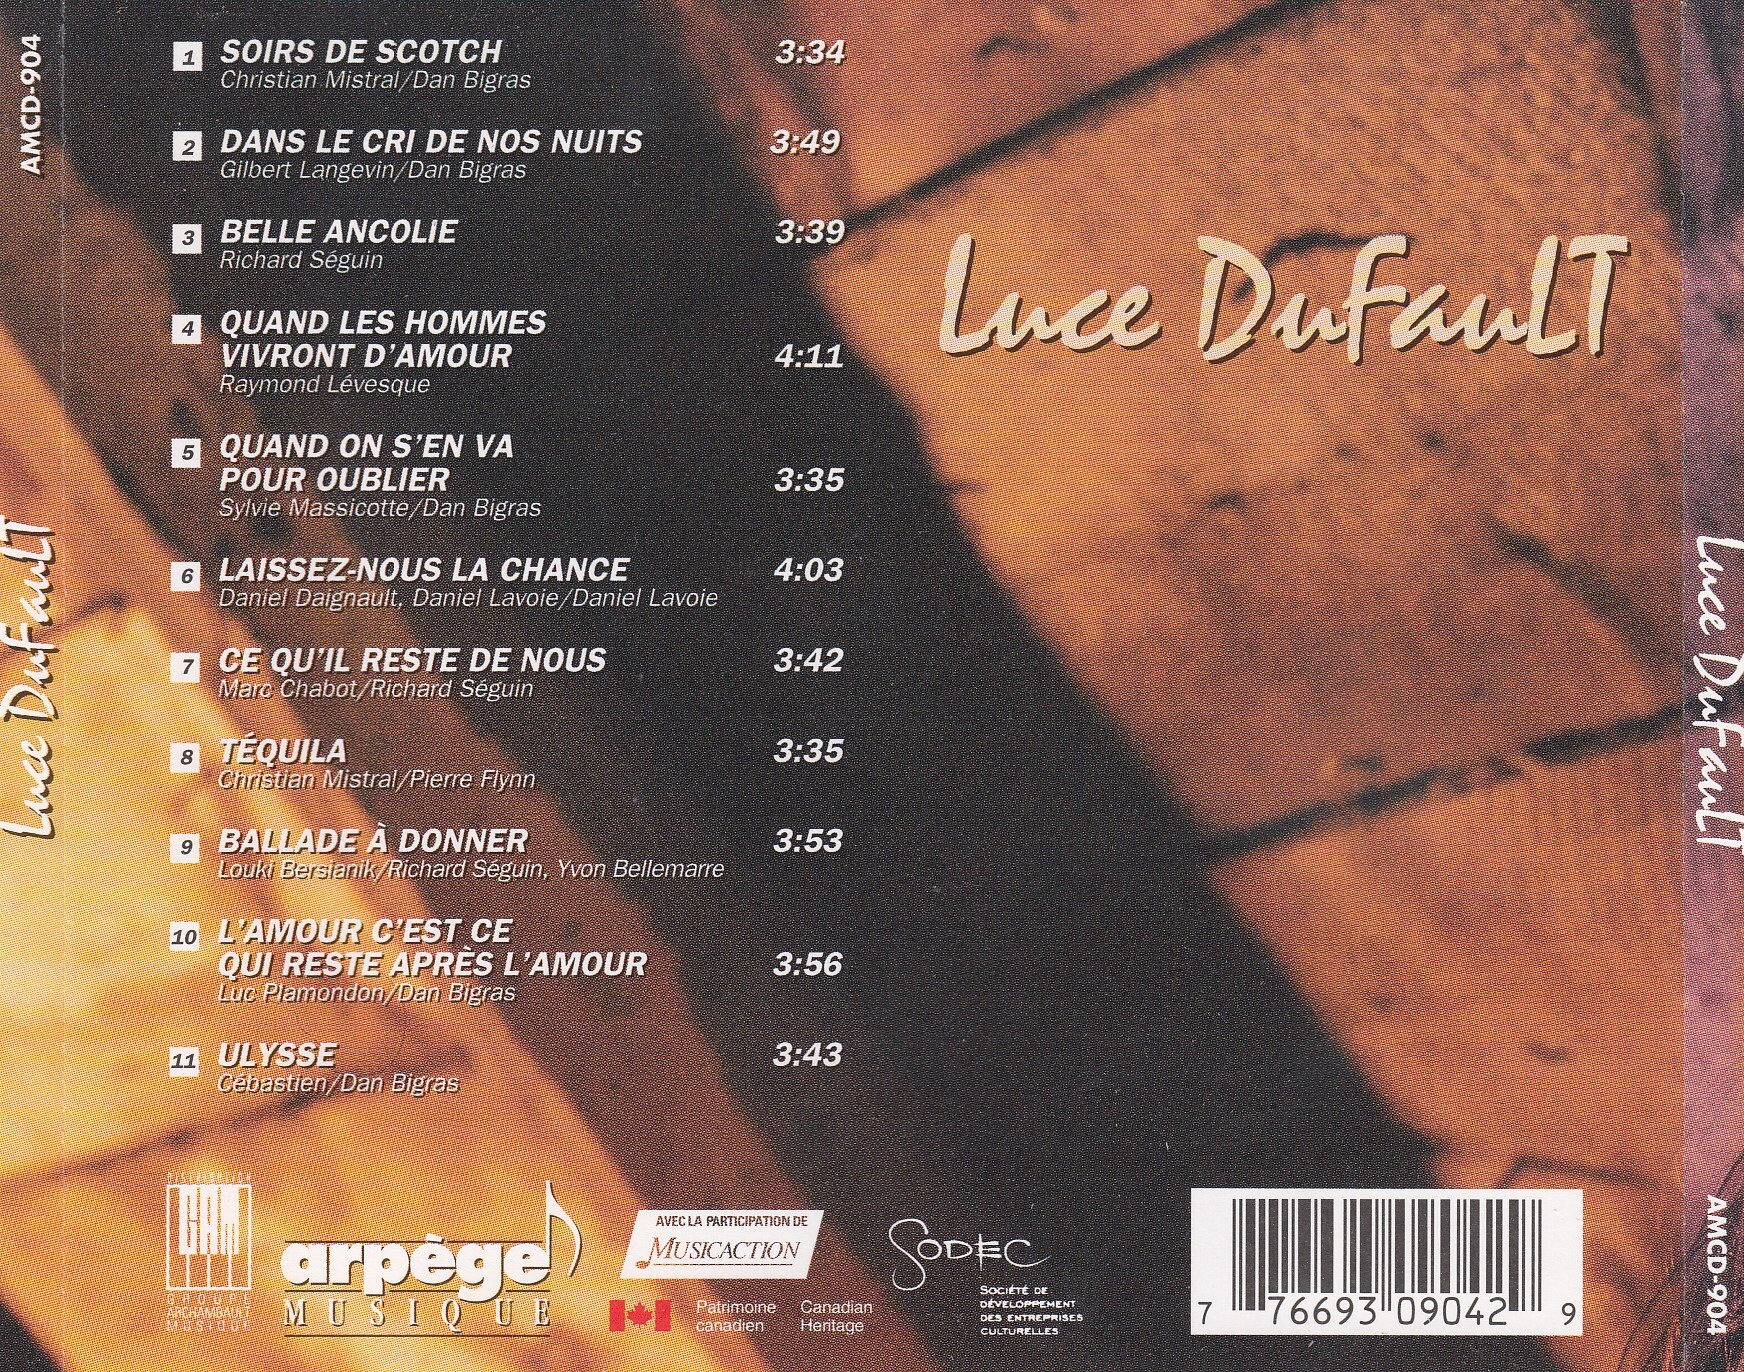 AMCD-904
Luce DuFauLT
1 SOIRS DE SCOTCH 3:34
Christian Mistral/Dan Bigras
2 DANS LE CRI DE NOS NUITS 3:49
Gilbert Langevin/Dan Bigras
3 BELLE ANCOLIE 3:39
Richard Séguin
4 QUAND LES HOMMES
VIVRONT D'AMOUR 4:11
Raymond Lévesque
5 QUAND ON S'EN VA
POUR OUBLIER 3:35
Sylvie Massicotte/Dan Bigras
6 LAISSEZ-NOUS LA CHANCE 4:03
Daniel Daignault, Daniel Lavoie/Daniel Lavoie
7 CE QU'IL RESTE DE NOUS 3:42
Marc Chabot/Richard Séguin
8 TÉQUILA 3:35
Christian Mistral/Pierre Flynn
9 BALLADE À DONNER 3:53
Louki Bersianik/Richard Séguin, Yvon Bellemarre
10 L'AMOUR C'EST CE
QUI RESTE APRÈS L'AMOUR 3:56
Luc Plamondon/Dan Bigras
11 ULYSSE 3:43
Cébastien/Dan Bigras
Luce DuFauLT
DISTRIBUTION
GAM
GROUPE
ARCHAMBAULT
MUSIQUE
arpège
MUSIQUE
AVEC LA PARTICIPATION DE
MUSICACTION
Patrimoine
canadien
Canadian
Heritage
SODEC
SOCIÉTÉ DE
DÉVELOPPEMENT
DES ENTREPRISES
CULTURELLES
7 76693 09042 9
Luce DuFauLT
AMCD-904